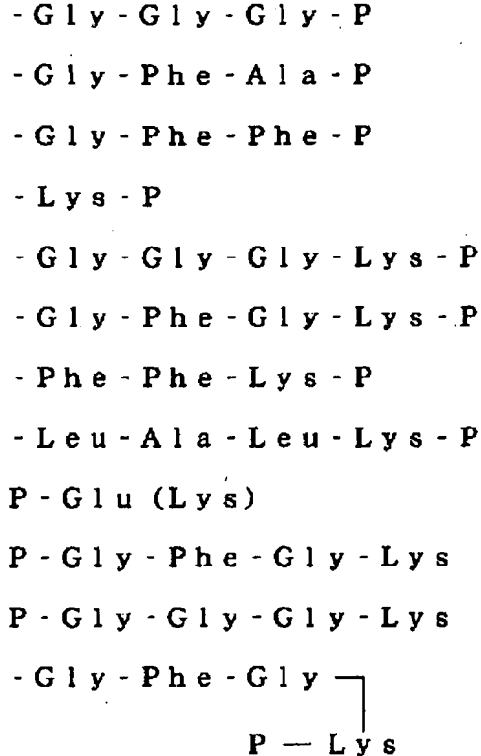 -Gly-Gly-Gly-P
-Gly-Phe-Ala-P
-Gly-Phe-Phe-P
-Lys-P
-Gly-Gly-Gly-Lys-P
-Gly-Phe-Gly-Lys-P
-Phe-Phe-Lys-P
-Leu-Ala-Leu-Lys-P
P-Glu (Lys)
P-Gly-Phe-Gly-Lys
P-Gly-Gly-Gly-Lys
-Gly-Phe-Gly
P — Lys